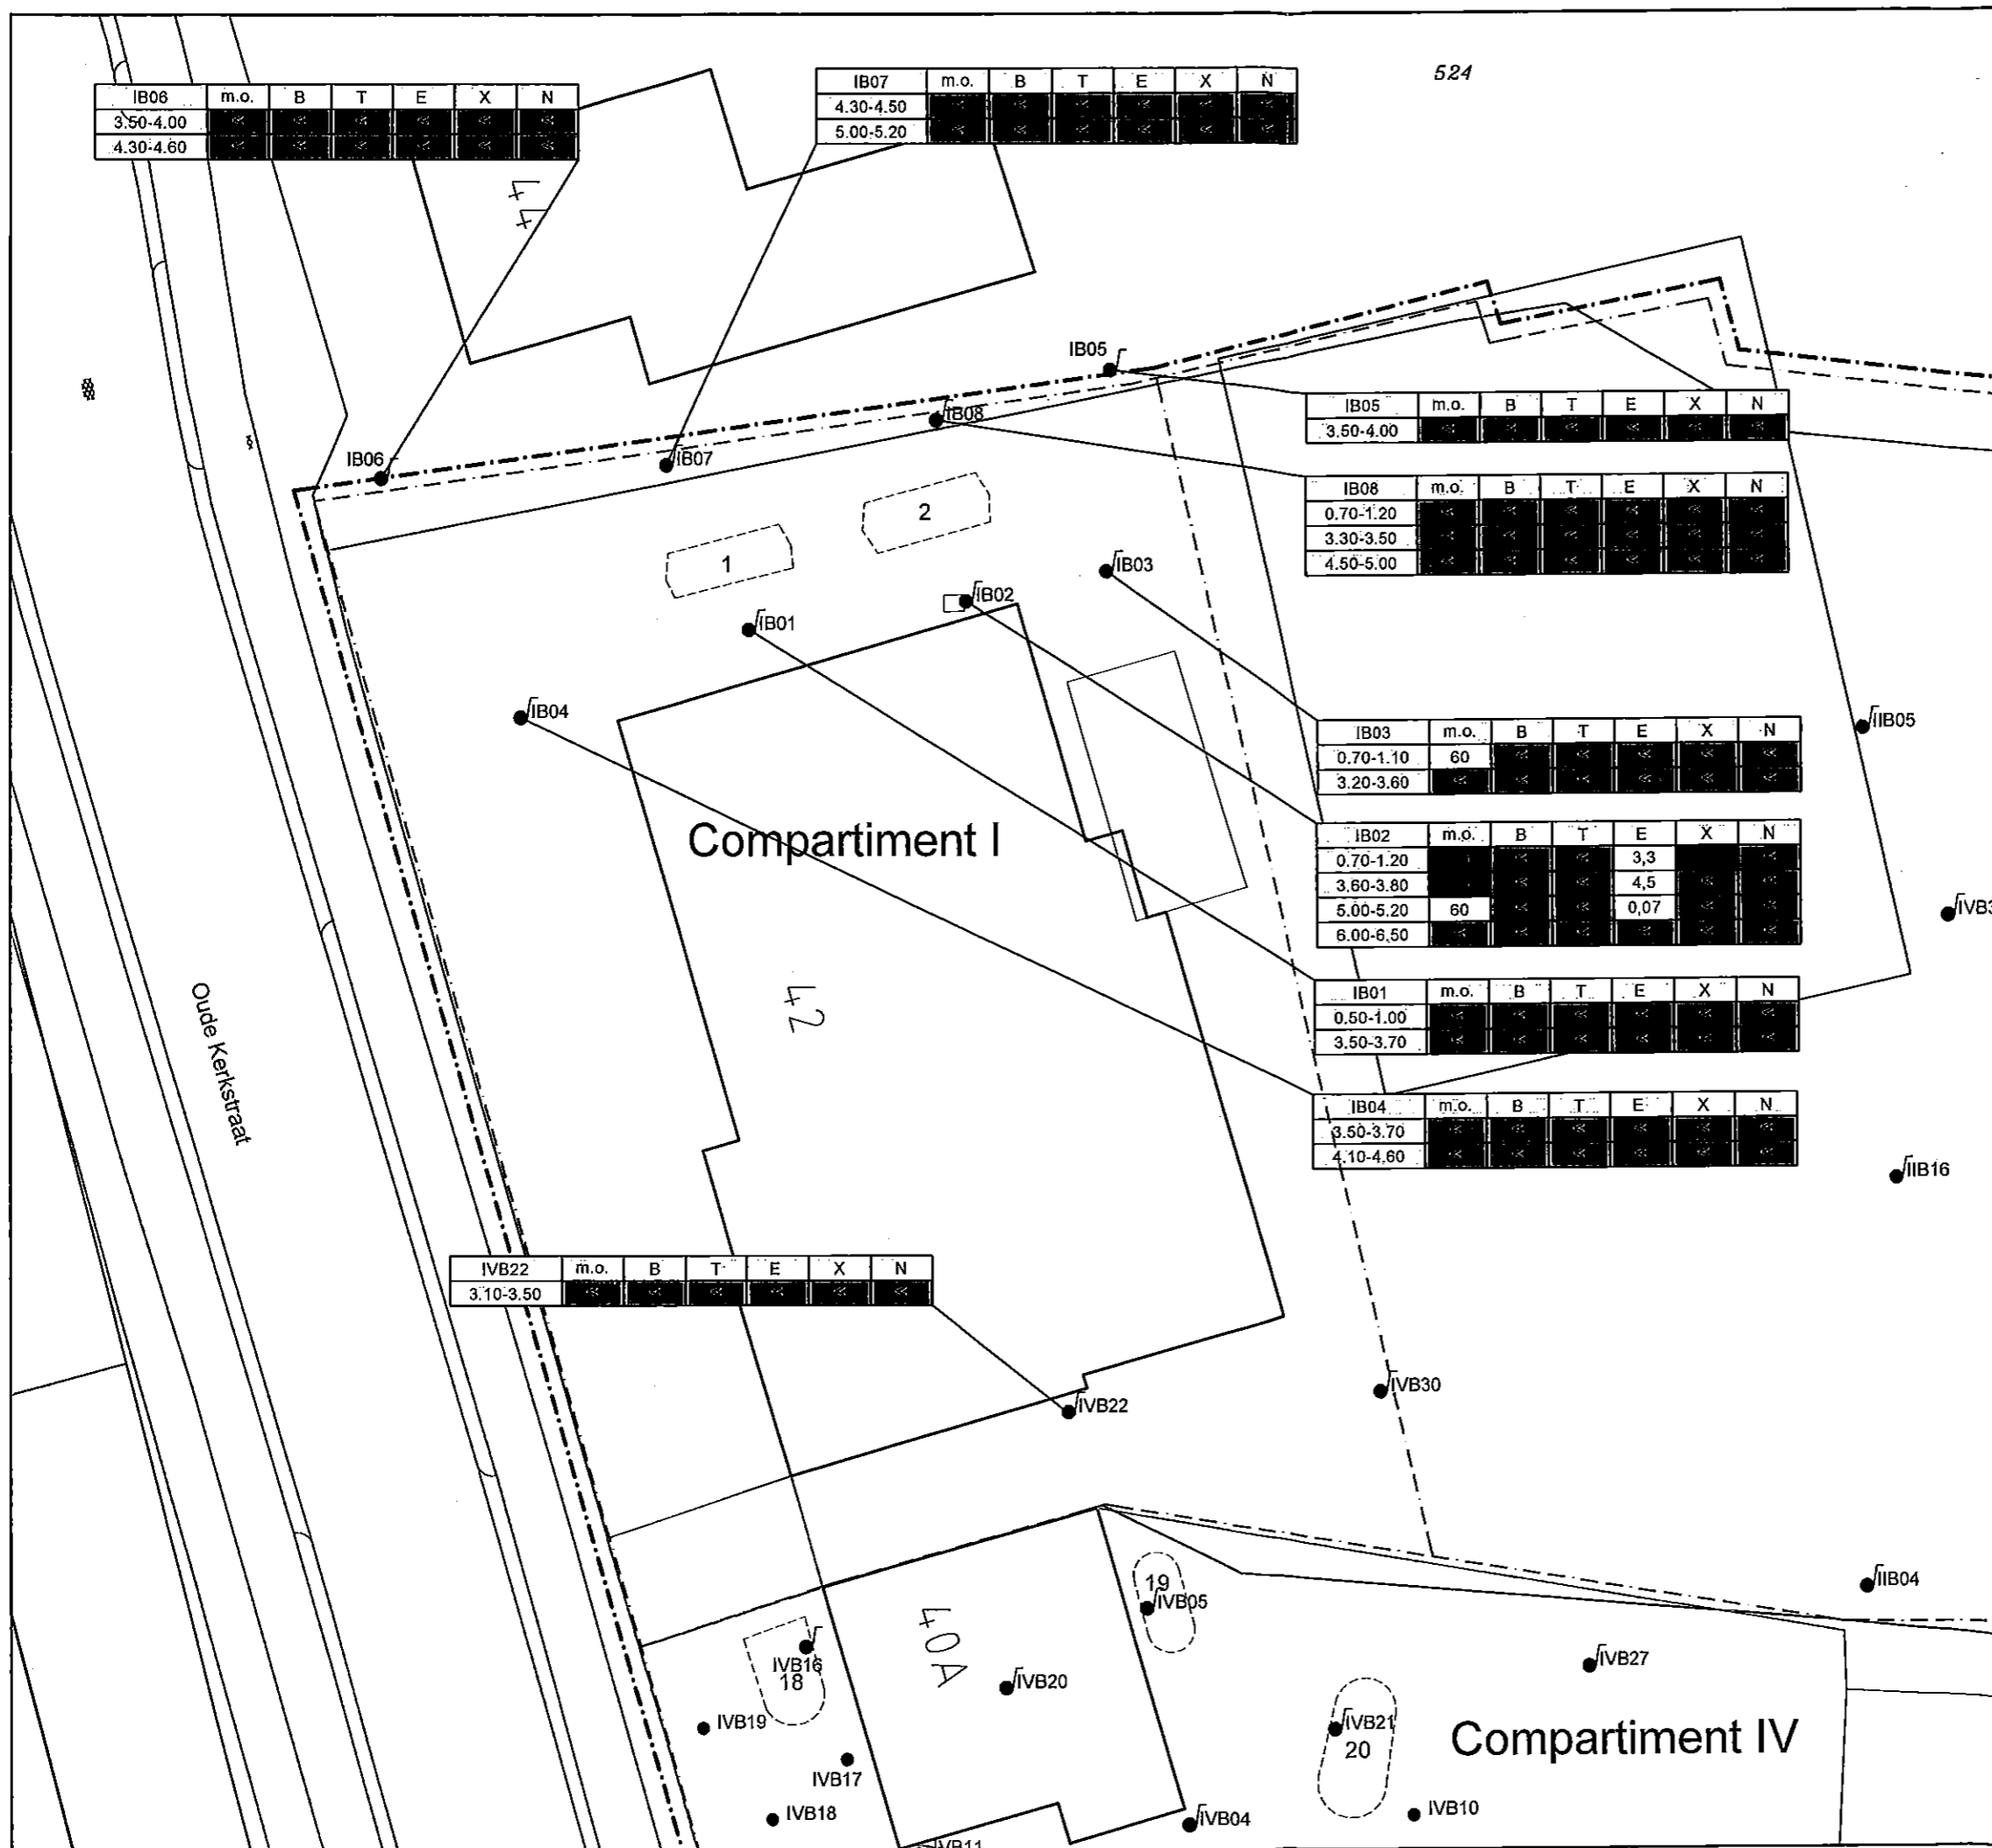 524
IB06 m.o. B T E X N
3.50-4.00
4.30-4.60
IB07 m.o. B T E X N
4.30-4.50
5.00-5.20
44
IB05
IB05 m.o. B T E X N
3.50-4.00
IB08
IB06
IB07
IB08 m.o. B T E X N
0.70-1.20
3.30-3.50
4.50-5.00
2
1
IB03
IB02
IB01
IB04
IIB05
IB03 m.o. B T E X N
0.70-1.10 60
3.20-3.60
Compartiment I
IB02 m.o. B T E X N
0.70-1.20 3,3
3.60-3.80 4,5
5.00-5.20 60 0,07
6.00-6.50
42
Oude Kerkstraat
IB01 m.o. B T E X N
0.50-1.00
3.50-3.70
IB04 m.o. B T E X N
3.50-3.70
4.10-4.60
IIB16
IVB22 m.o. B T E X N
3.10-3.50
IVB30
IVB22
19
IVB05
IIB04
40A
IVB16
18
IVB20
IVB27
IVB19
IVB21
20
Compartiment IV
IVB17
IVB18
IVB04
IVB10
IVB11